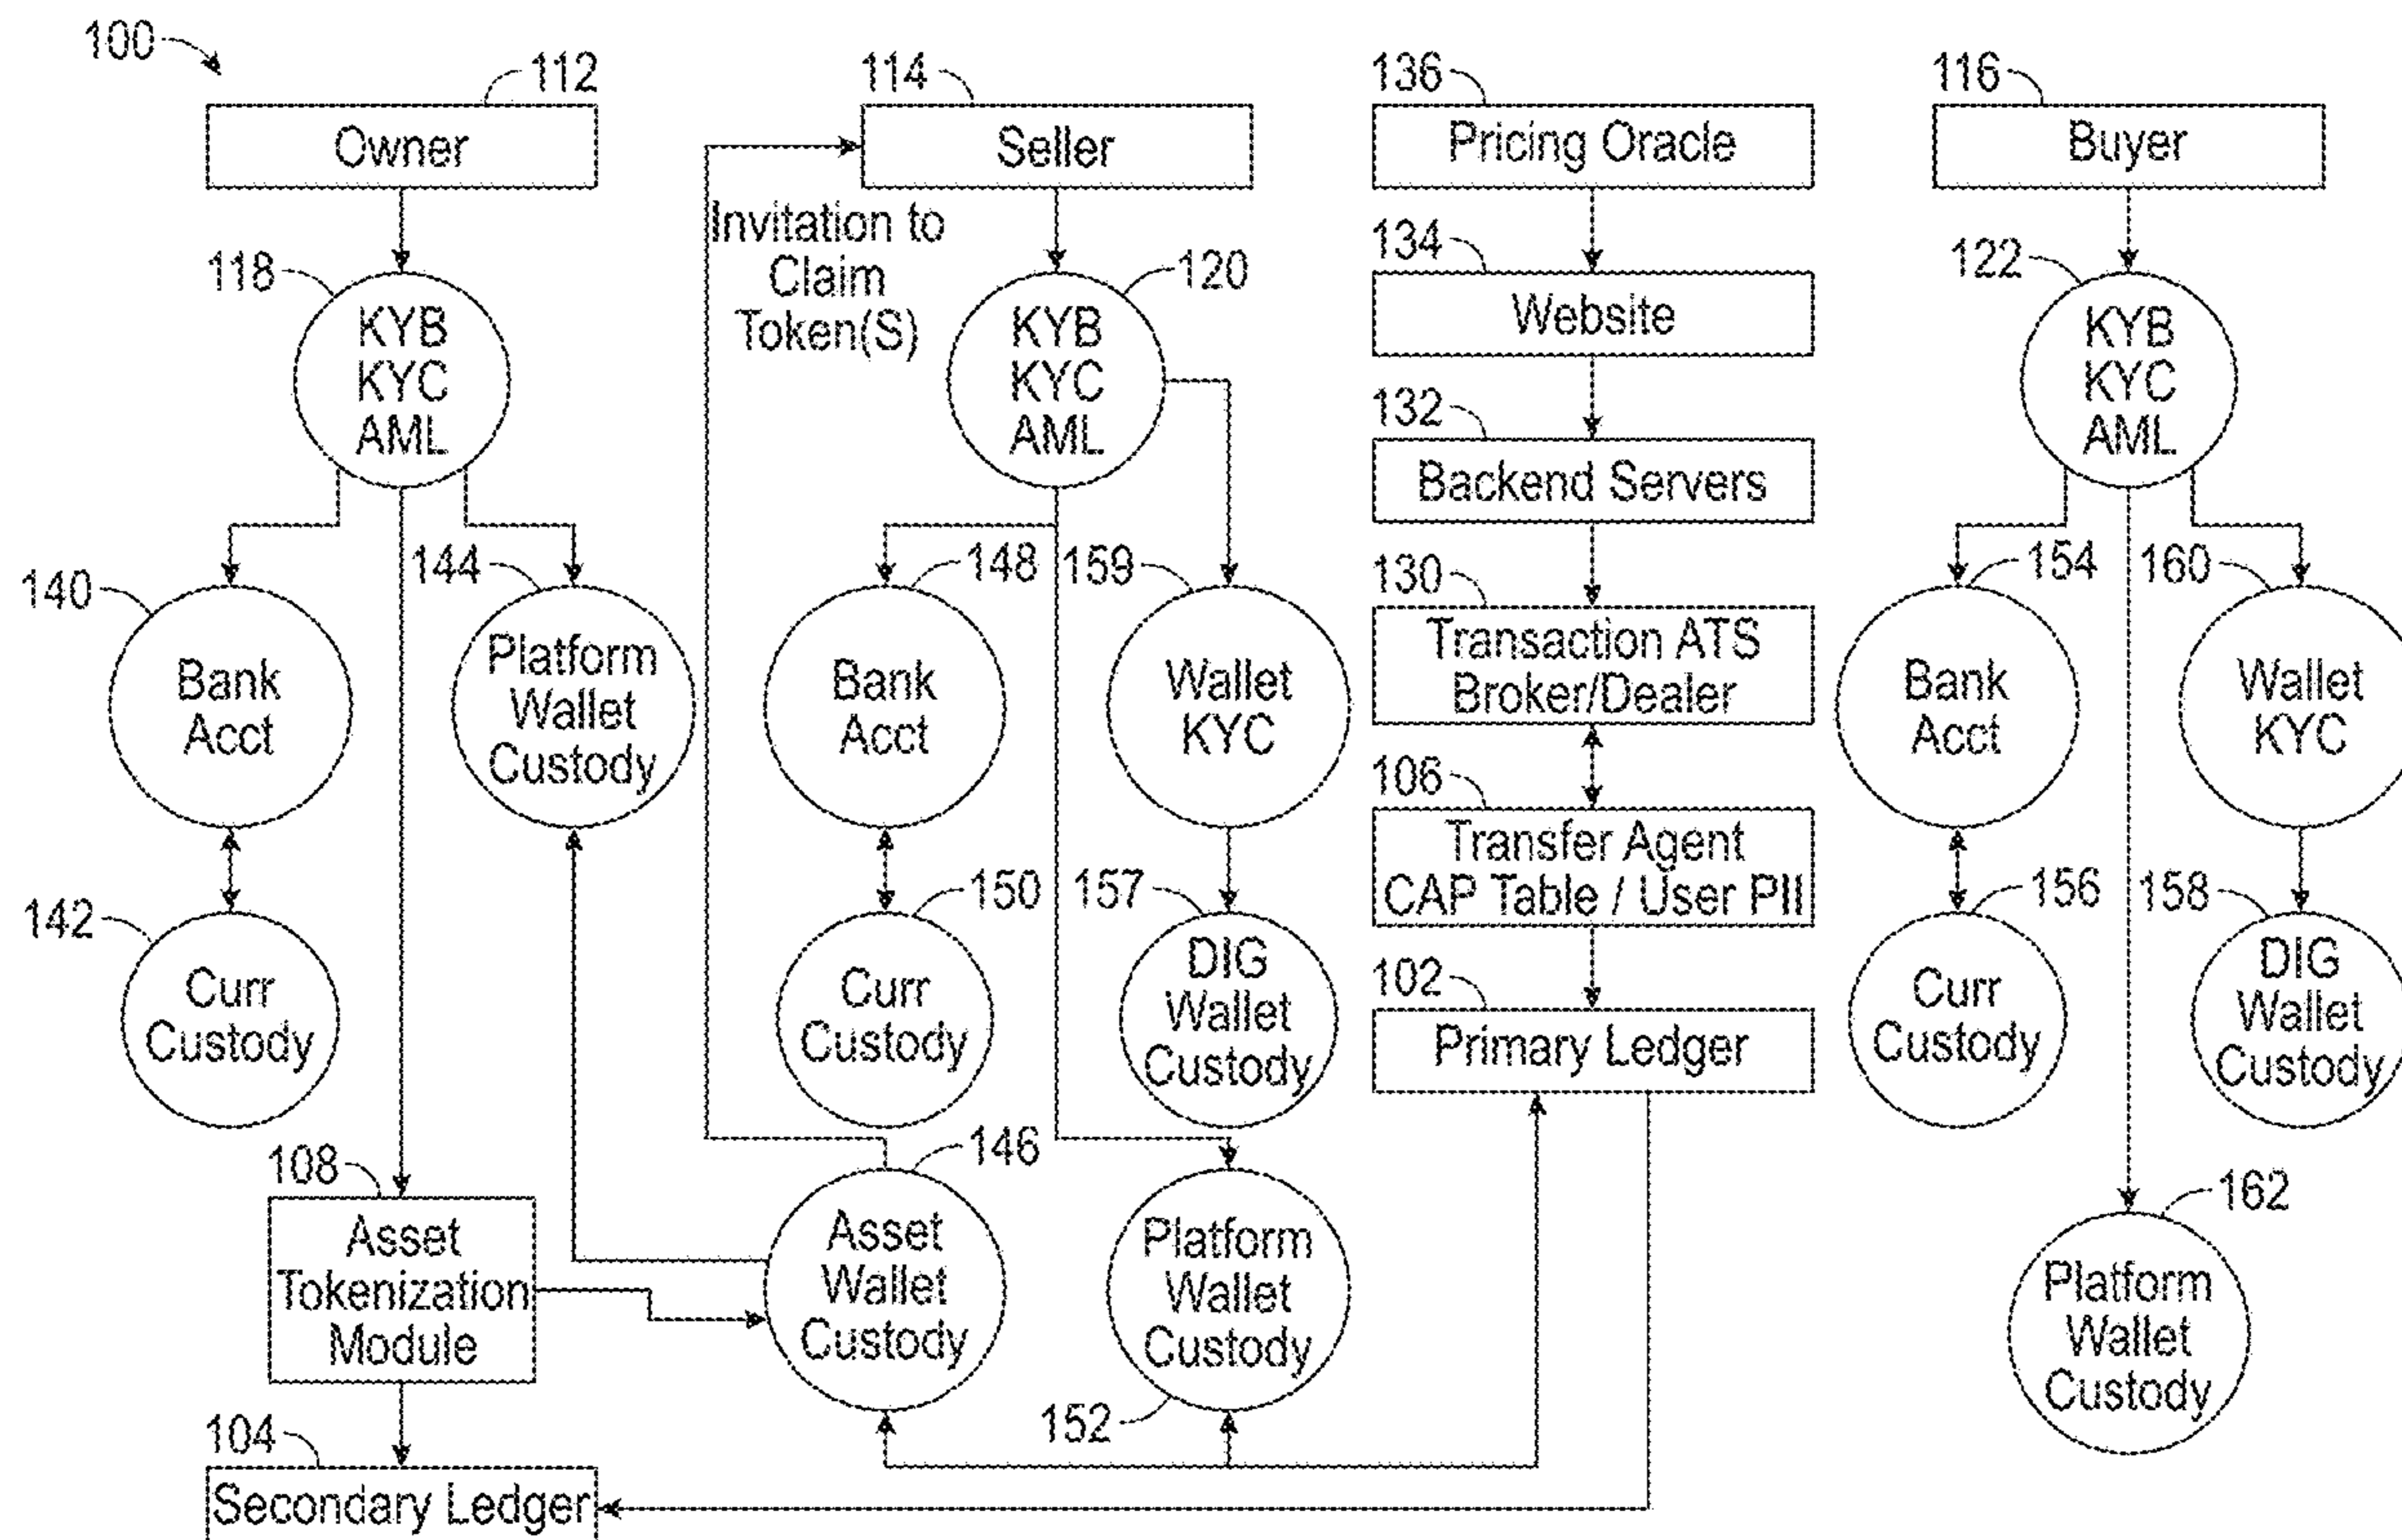 100
112
114
136
116
Owner
Seller
Pricing Oracle
Buyer
Invitation to
Claim
Token(S)
118
120
134
122
KYB
KYC
AML
KYB
KYC
AML
Website
KYB
KYC
AML
132
Backend Servers
140
144
148
159
130
154
160
Bank
Acct
Platform
Wallet
Custody
Bank
Acct
Wallet
KYC
Transaction ATS
Broker/Dealer
Bank
Acct
Wallet
KYC
106
Transfer Agent
CAP Table / User PII
142
150
157
102
156
158
Curr
Custody
Curr
Custody
DIG
Wallet
Custody
Primary Ledger
Curr
Custody
DIG
Wallet
Custody
108
146
162
Asset
Tokenization
Module
Asset
Wallet
Custody
Platform
Wallet
Custody
Platform
Wallet
Custody
152
104
Secondary Ledger